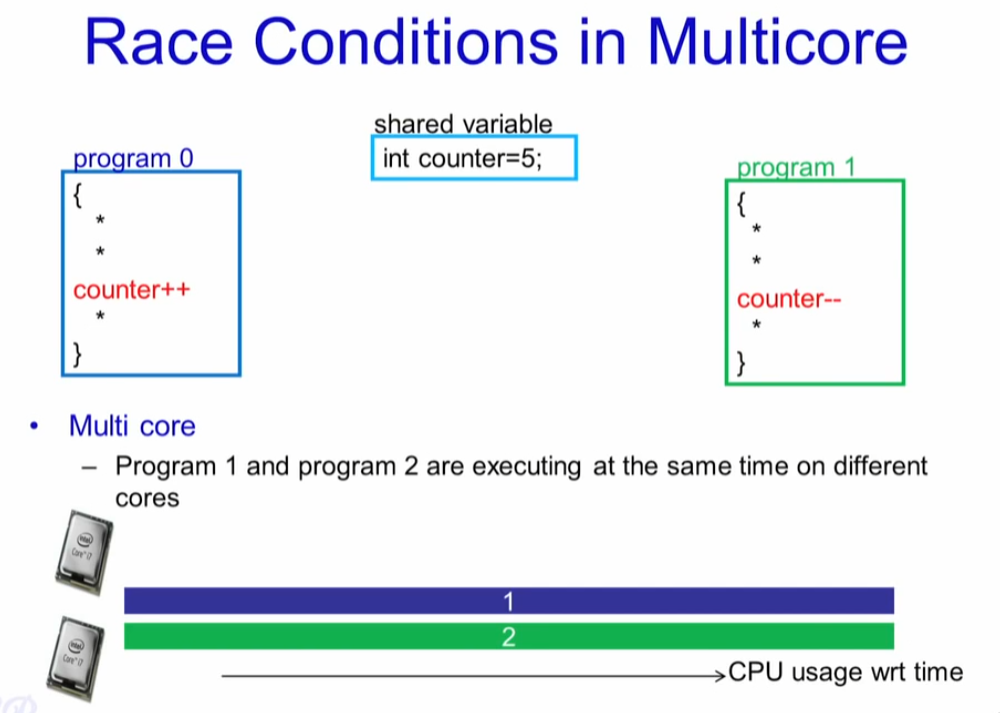 Race Conditions in Multicore
shared variable
int counter=5;
program 0
{
*
*
counter++
*
}
program 1
{
*
*
counter--
*
}
• Multi core
– Program 1 and program 2 are executing at the same time on different
cores
intel
Core i7
1
intel
Core i7
2
CPU usage wrt time